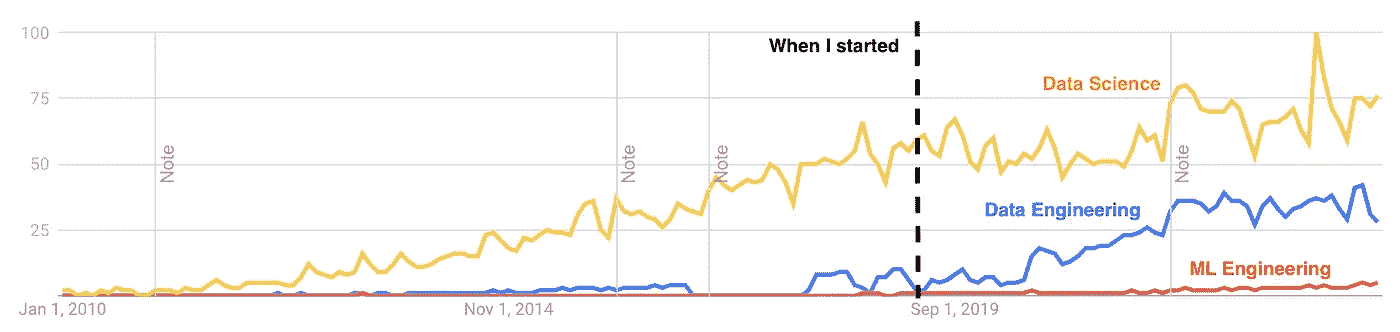 100
When I started
Data Science
75
Note
Note
Note
Note
50
Data Engineering
25
ML Engineering
Jan 1, 2010
Nov 1, 2014
Sep 1, 2019